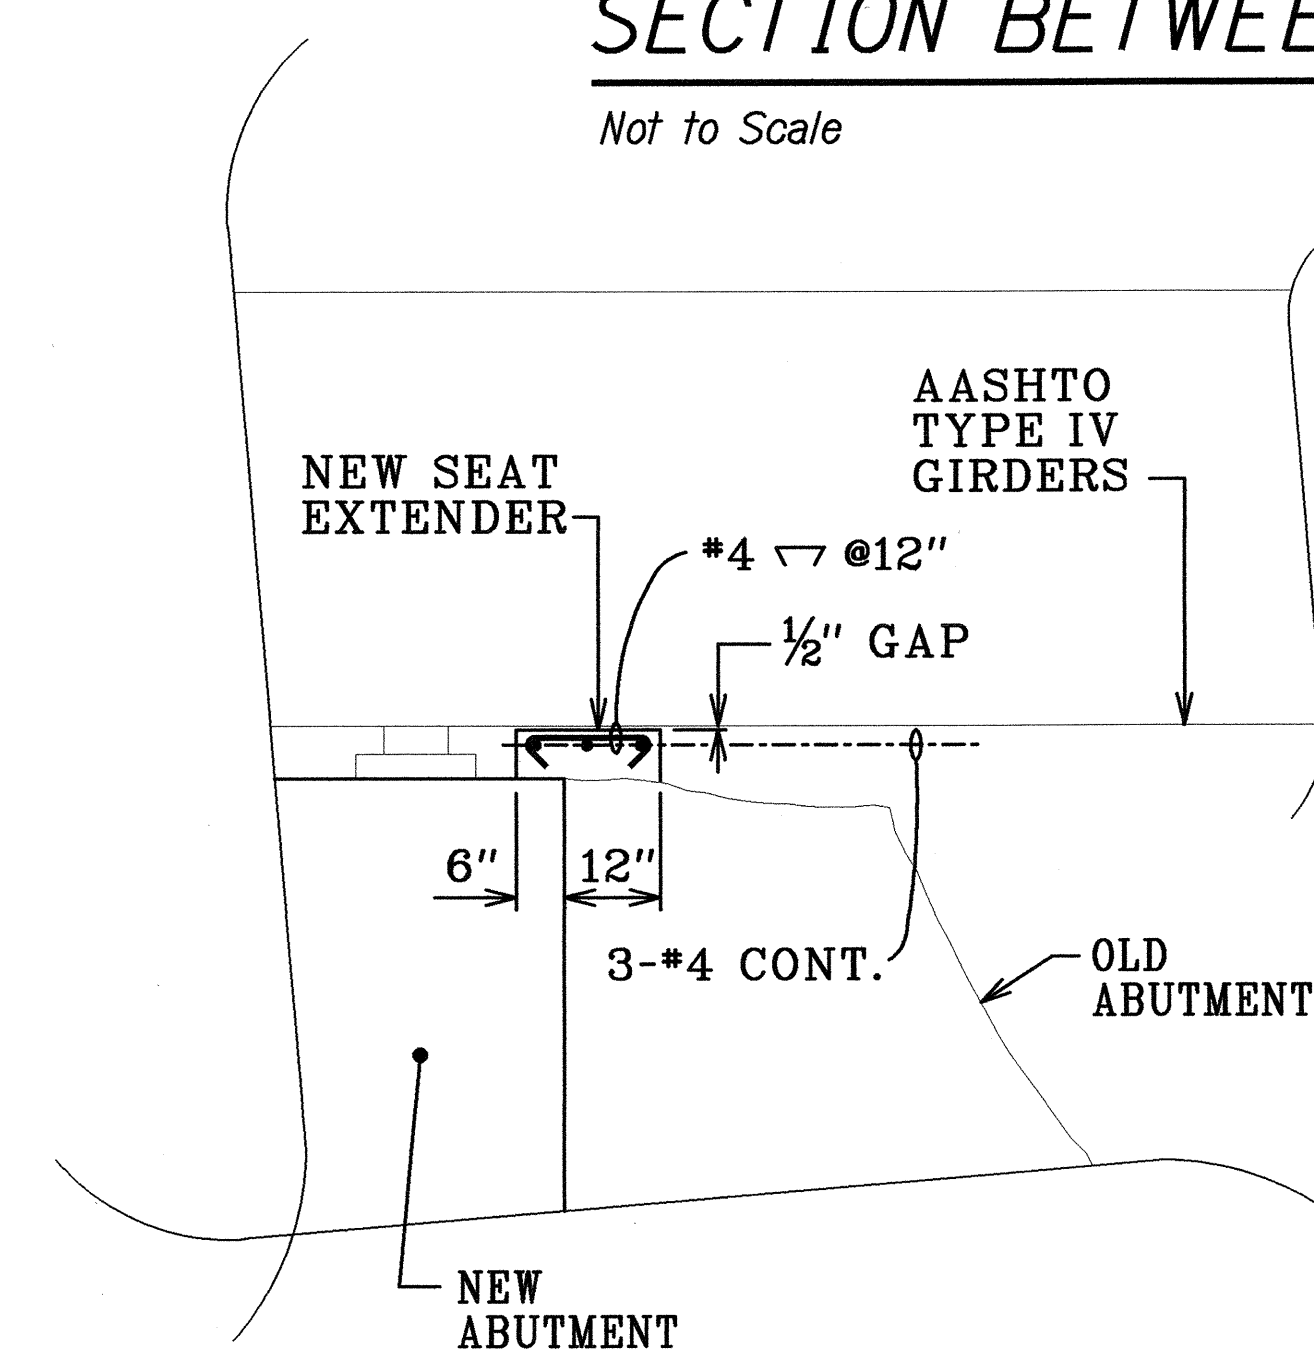 SECTION BETWEE
Not to Scale
AASHTO
TYPE IV
GIRDERS
NEW SEAT
EXTENDER
#4 @12"
½" GAP
6"
12"
3-#4 CONT.
OLD
ABUTMENT
NEW
ABUTMENT